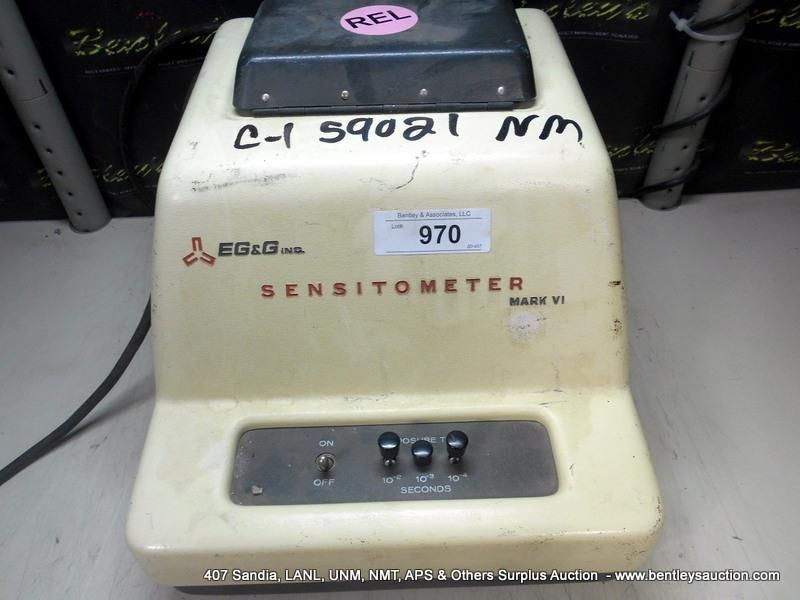 REL
C-1 59021 NM
Bentley & Associates, LLC
970
EG&G INC.
SENSITOMETER
MARK VI
ON
OFF
10⁻² 10⁻³ 10⁻⁴
SECONDS
407 Sandia, LANL, UNM, NMT, APS & Others Surplus Auction - www.bentleysauction.com